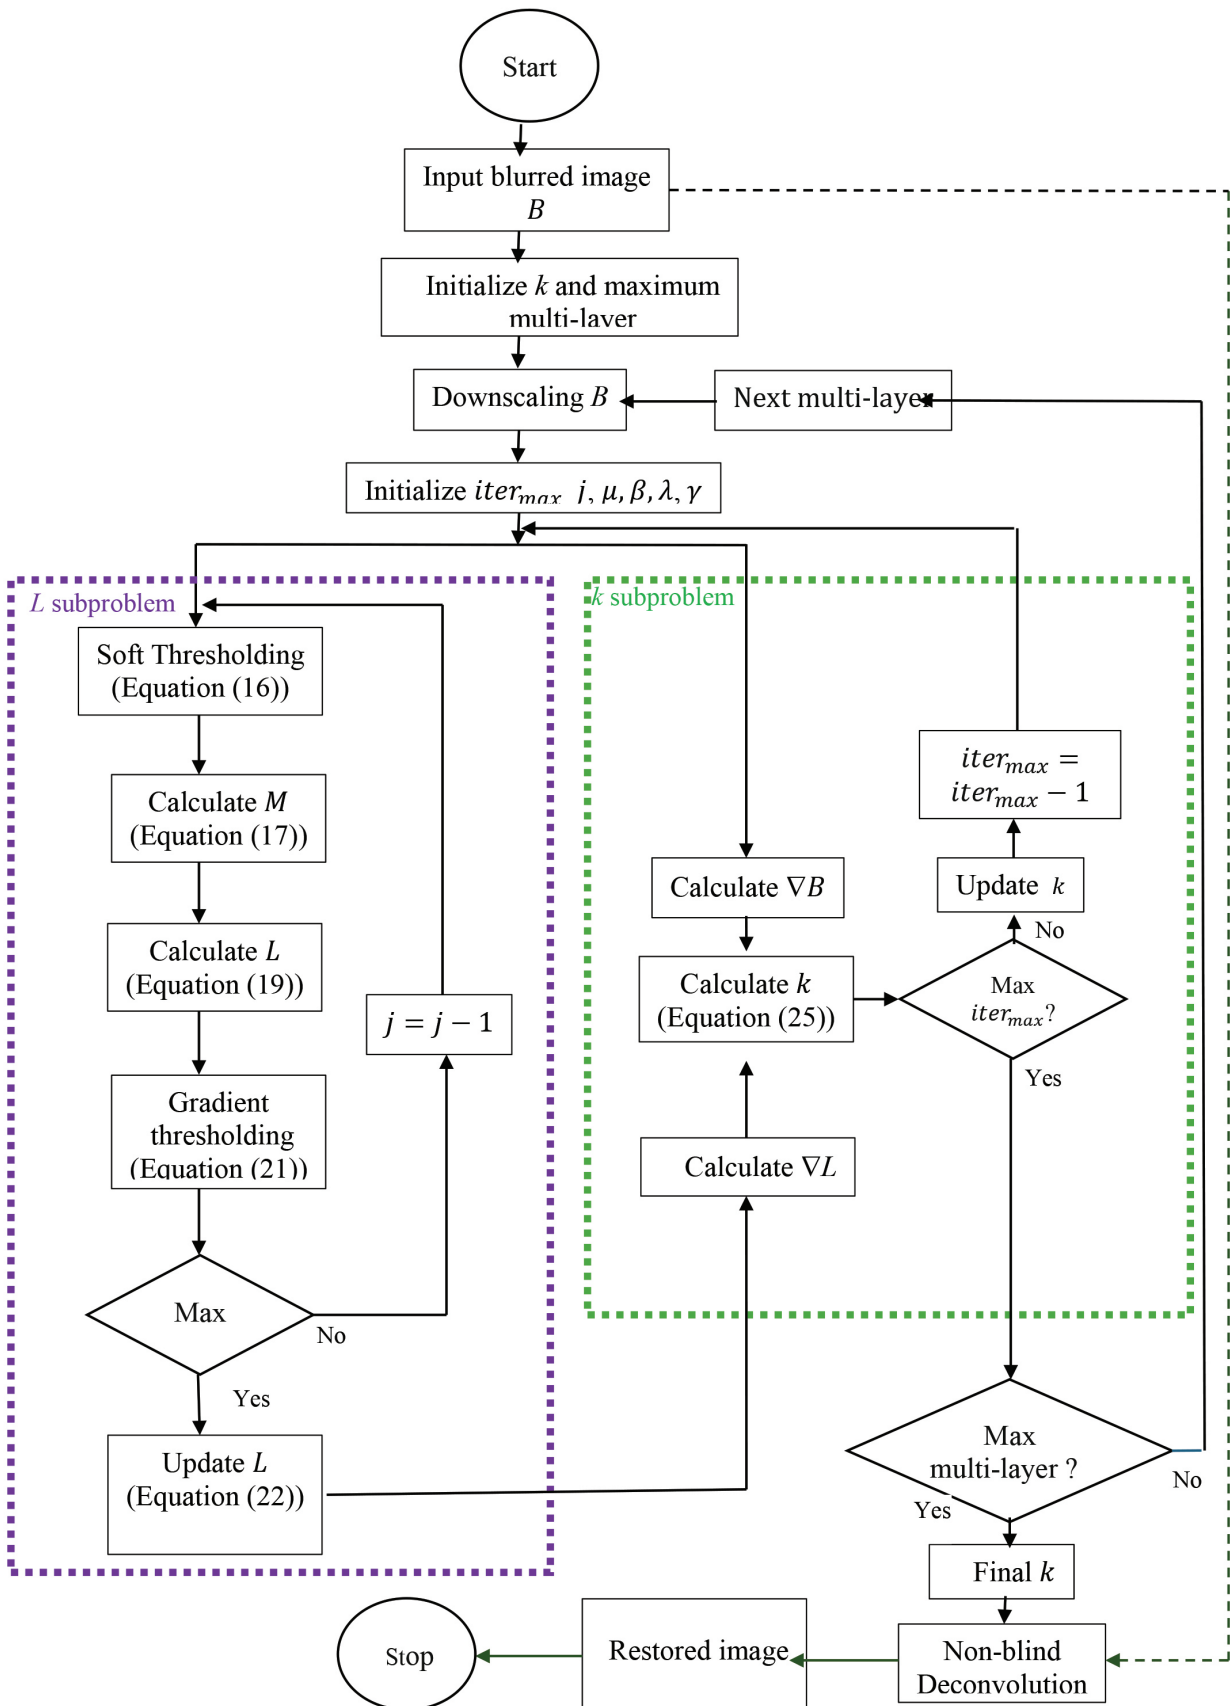 Start
Input blurred image
B
Initialize k and maximum
multi-layer
Downscaling B
Next multi-layer
Initialize iter_max j, μ, β, λ, γ
L subproblem
k subproblem
Soft Thresholding
(Equation (16))
Calculate M
(Equation (17))
Calculate L
(Equation (19))
j = j − 1
Gradient
thresholding
(Equation (21))
Max
No
Yes
Update L
(Equation (22))
iter_max =
iter_max − 1
Calculate ∇B
Update k
No
Calculate k
(Equation (25))
Max
iter_max?
Yes
Calculate ∇L
Max
multi-layer ?
No
Yes
Final k
Non-blind
Deconvolution
Restored image
Stop